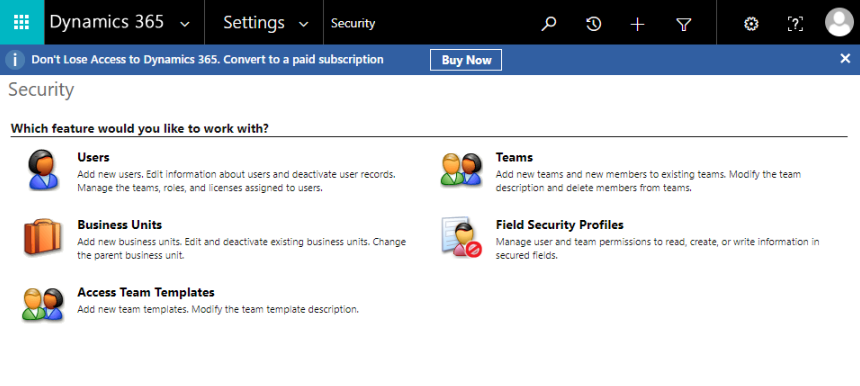 Dynamics 365 Settings Security
Don't Lose Access to Dynamics 365. Convert to a paid subscription Buy Now
Security
Which feature would you like to work with?
Users
Add new users. Edit information about users and deactivate user records.
Manage the teams, roles, and licenses assigned to users.
Teams
Add new teams and new members to existing teams. Modify the team
description and delete members from teams.
Business Units
Add new business units. Edit and deactivate existing business units. Change
the parent business unit.
Field Security Profiles
Manage user and team permissions to read, create, or write information in
secured fields.
Access Team Templates
Add new team templates. Modify the team template description.